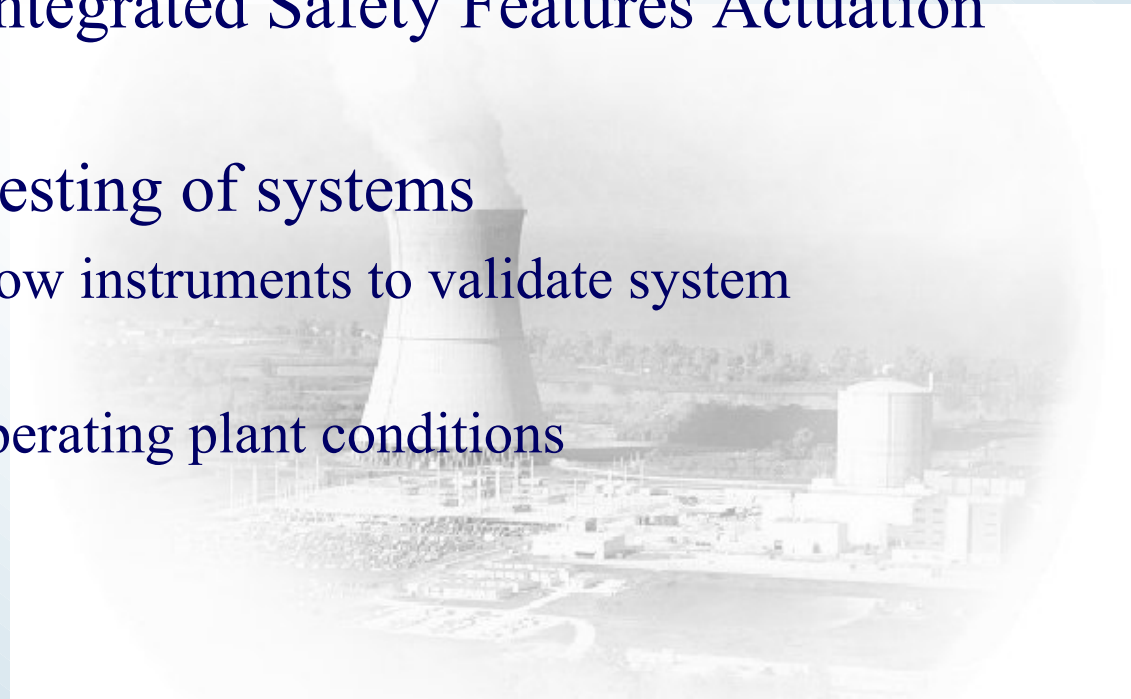 ntegrated Safety Features Actuation
esting of systems
ow instruments to validate system
perating plant conditions